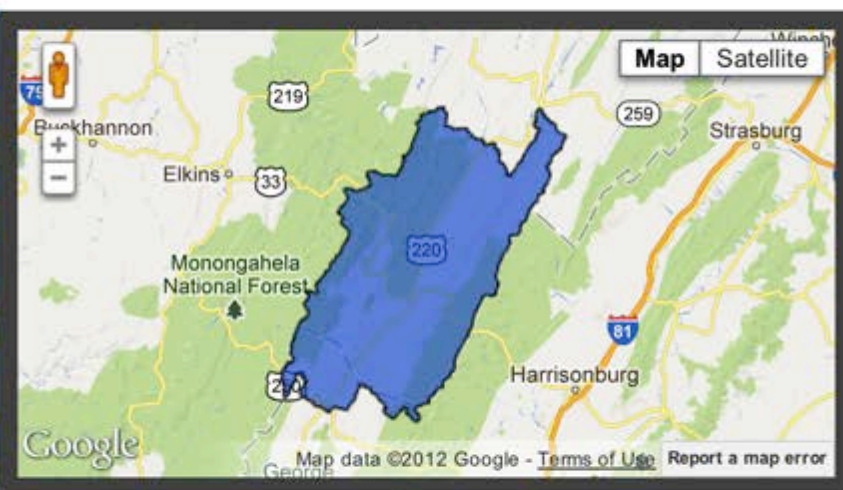 Map Satellite
219
259
Strasburg
Elkins
33
220
Monongahela
National Forest
81
Harrisonburg
Google
Map data ©2012 Google - Terms of Use
Report a map error
George